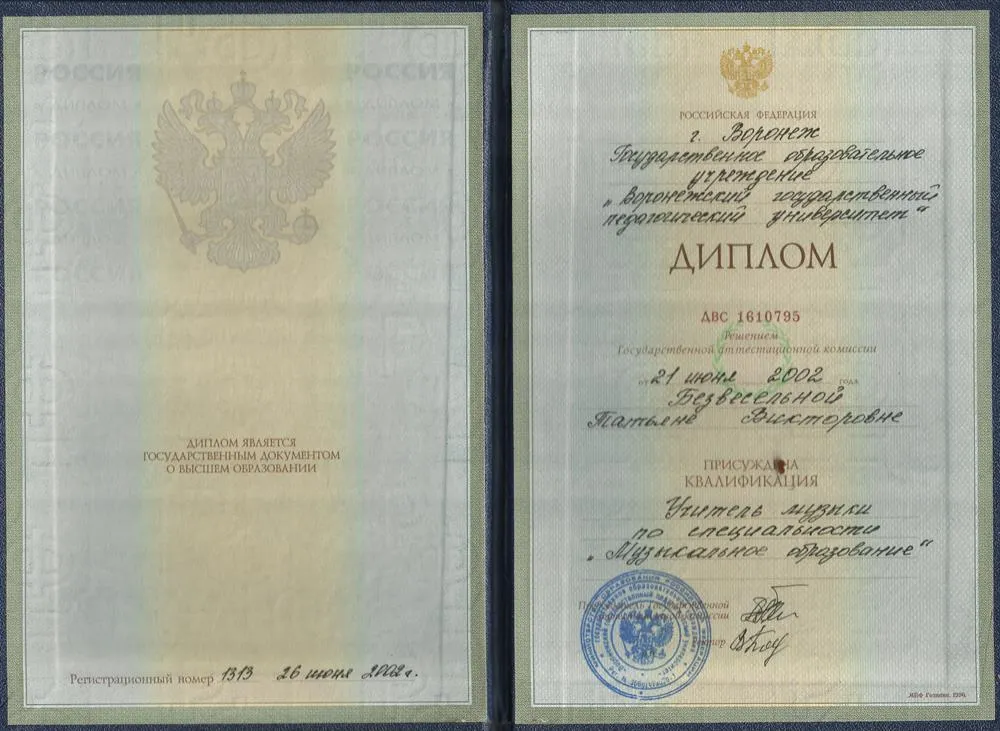 ДИПЛОМ ЯВЛЯЕТСЯ
ГОСУДАРСТВЕННЫМ ДОКУМЕНТОМ
О ВЫСШЕМ ОБРАЗОВАНИИ
Регистрационный номер 1313 26 июня 2002г.
РОССИЙСКАЯ ФЕДЕРАЦИЯ
г. Воронеж
Государственное образовательное
учреждение
„Воронежский государственный
педагогический университет“
ДИПЛОМ
ДВС 1610795
Решением
Государственной аттестационной комиссии
от 21 июня 2002 года
Безвесельной
Татьяне Викторовне
ПРИСУЖДЕНА
КВАЛИФИКАЦИЯ
Учитель музыки
по специальности
„Музыкальное образование“
Государственной